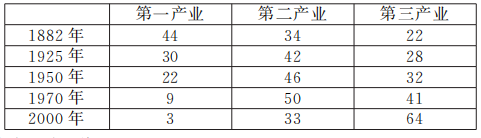 第一产业 第二产业 第三产业
1882 年 44 34 22
1925 年 30 42 28
1950 年 22 46 32
1970 年 9 50 41
2000 年 3 33 64